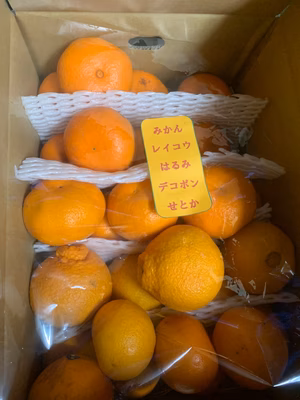 みかん
レイコウ
はるみ
デコポン
せとか